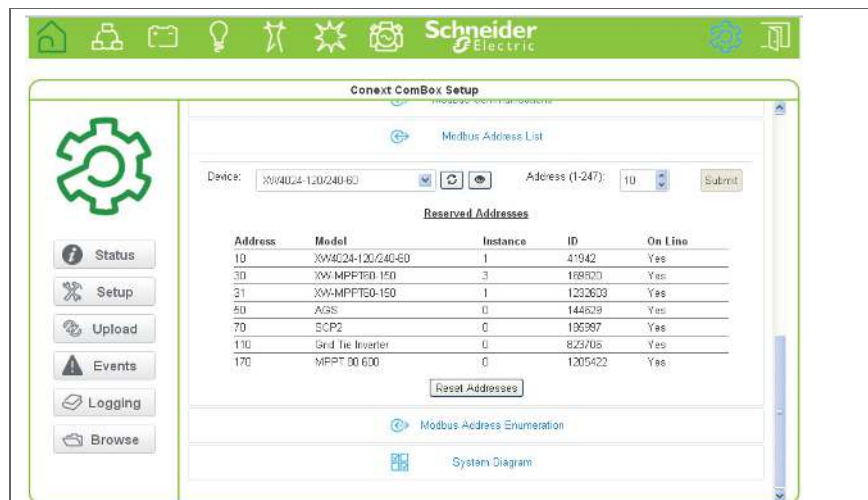 Schneider
Electric
Conext ComBox Setup
Modbus Address List
Device: XW4024-120/240-60 Address (1-247): 10 Submit
Reserved Addresses
Address Model Instance ID On Line
10 XW4024-120/240-60 1 41942 Yes
30 XW-MPPT60-150 3 Yes
31 XW-MPPT60-150 1 1232603 Yes
50 AGS 0 144629 Yes
70 SCP2 0 Yes
110 Grid Tie Inverter 0 823706 Yes
170 MPPT 80 600 0 1205422 Yes
Reset Addresses
Modbus Address Enumeration
System Diagram
Status
Setup
Upload
Events
Logging
Browse